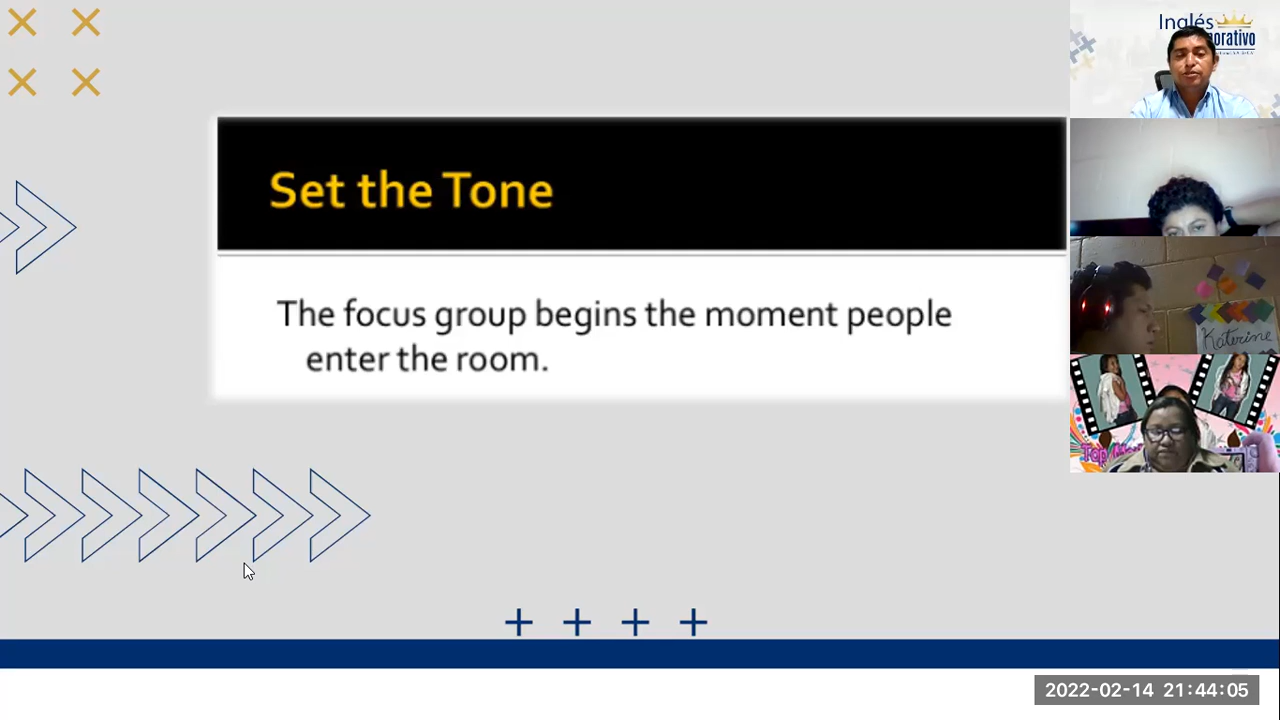 Inglés
Set the Tone
The focus group begins the moment people
enter the room.
Katerine
2022-02-14 21:44:05